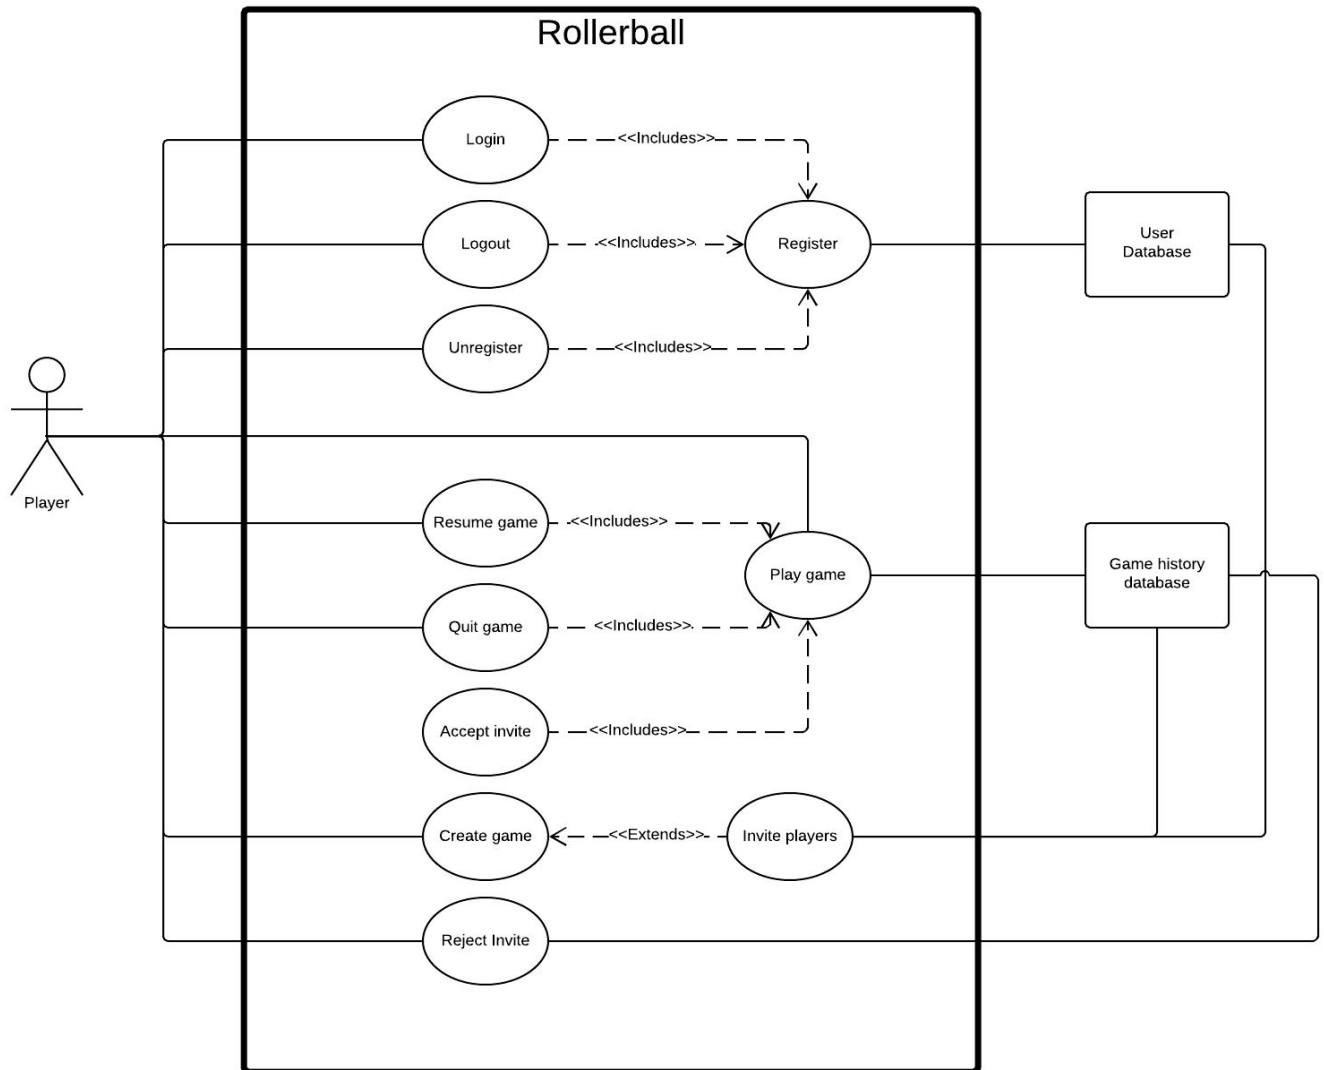 Rollerball
Login
<<Includes>>
Logout
<<Includes>>
Register
User
Database
Unregister
<<Includes>>
Player
Resume game
<<Includes>>
Play game
Game history
database
Quit game
<<Includes>>
Accept invite
<<Includes>>
Create game
<<Extends>>
Invite players
Reject Invite